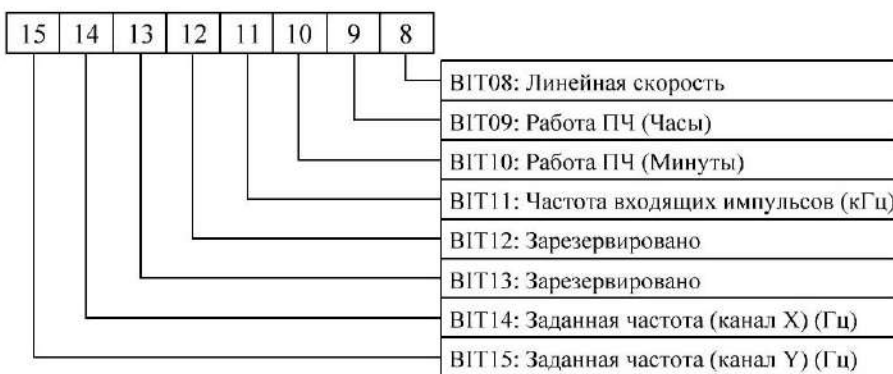 15 14 13 12 11 10 9 8
BIT08: Линейная скорость
BIT09: Работа ПЧ (Часы)
BIT10: Работа ПЧ (Минуты)
BIT11: Частота входящих импульсов (кГц)
BIT12: Зарезервировано
BIT13: Зарезервировано
BIT14: Заданная частота (канал X) (Гц)
BIT15: Заданная частота (канал Y) (Гц)